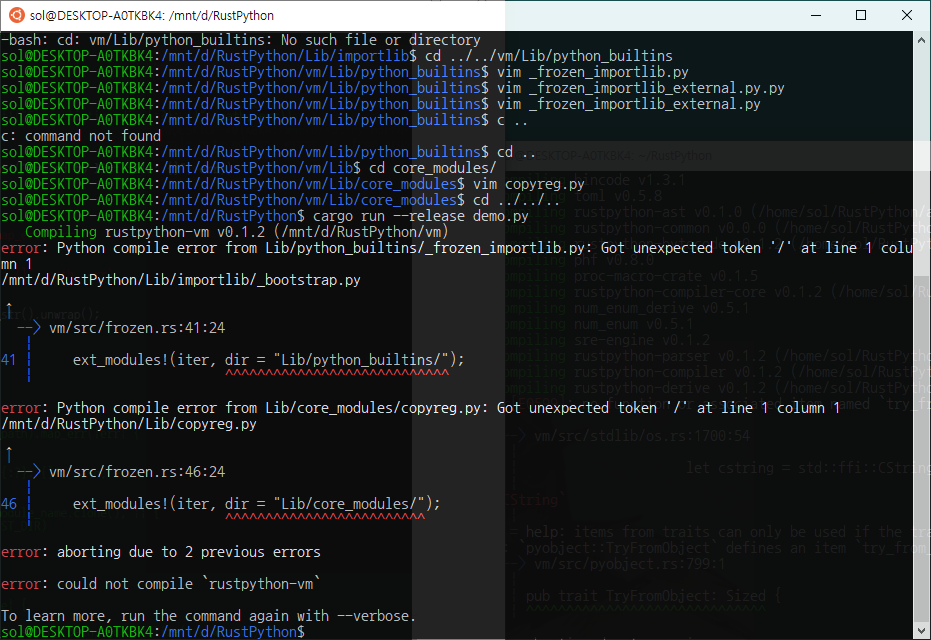 sol@DESKTOP-A0TKBK4: /mnt/d/RustPython
-bash: cd: vm/Lib/python_builtins: No such file or directory
sol@DESKTOP-A0TKBK4:/mnt/d/RustPython/Lib/importlib$ cd ../../vm/Lib/python_builtins
sol@DESKTOP-A0TKBK4:/mnt/d/RustPython/vm/Lib/python_builtins$ vim _frozen_importlib.py
sol@DESKTOP-A0TKBK4:/mnt/d/RustPython/vm/Lib/python_builtins$ vim _frozen_importlib_external.py.py
sol@DESKTOP-A0TKBK4:/mnt/d/RustPython/vm/Lib/python_builtins$ vim _frozen_importlib_external.py
sol@DESKTOP-A0TKBK4:/mnt/d/RustPython/vm/Lib/python_builtins$ c ..
c: command not found
sol@DESKTOP-A0TKBK4:/mnt/d/RustPython/vm/Lib/python_builtins$ cd ..
sol@DESKTOP-A0TKBK4:/mnt/d/RustPython/vm/Lib$ cd core_modules/
sol@DESKTOP-A0TKBK4:/mnt/d/RustPython/vm/Lib/core_modules$ vim copyreg.py
sol@DESKTOP-A0TKBK4:/mnt/d/RustPython/vm/Lib/core_modules$ cd ../../..
sol@DESKTOP-A0TKBK4:/mnt/d/RustPython$ cargo run --release demo.py
   Compiling rustpython-vm v0.1.2 (/mnt/d/RustPython/vm)
error: Python compile error from Lib/python_builtins/_frozen_importlib.py: Got unexpected token '/' at line 1 colu
mn 1
/mnt/d/RustPython/Lib/importlib/_bootstrap.py
↑
  --> vm/src/frozen.rs:41:24
   |
41 |     ext_modules!(iter, dir = "Lib/python_builtins/");
   |                        ^^^^^^^^^^^^^^^^^^^^^^^^^^^^
error: Python compile error from Lib/core_modules/copyreg.py: Got unexpected token '/' at line 1 column 1
/mnt/d/RustPython/Lib/copyreg.py
↑
  --> vm/src/frozen.rs:46:24
   |
46 |     ext_modules!(iter, dir = "Lib/core_modules/");
   |                        ^^^^^^^^^^^^^^^^^^^^^^^^^
error: aborting due to 2 previous errors
error: could not compile `rustpython-vm`
To learn more, run the command again with --verbose.
sol@DESKTOP-A0TKBK4:/mnt/d/RustPython$